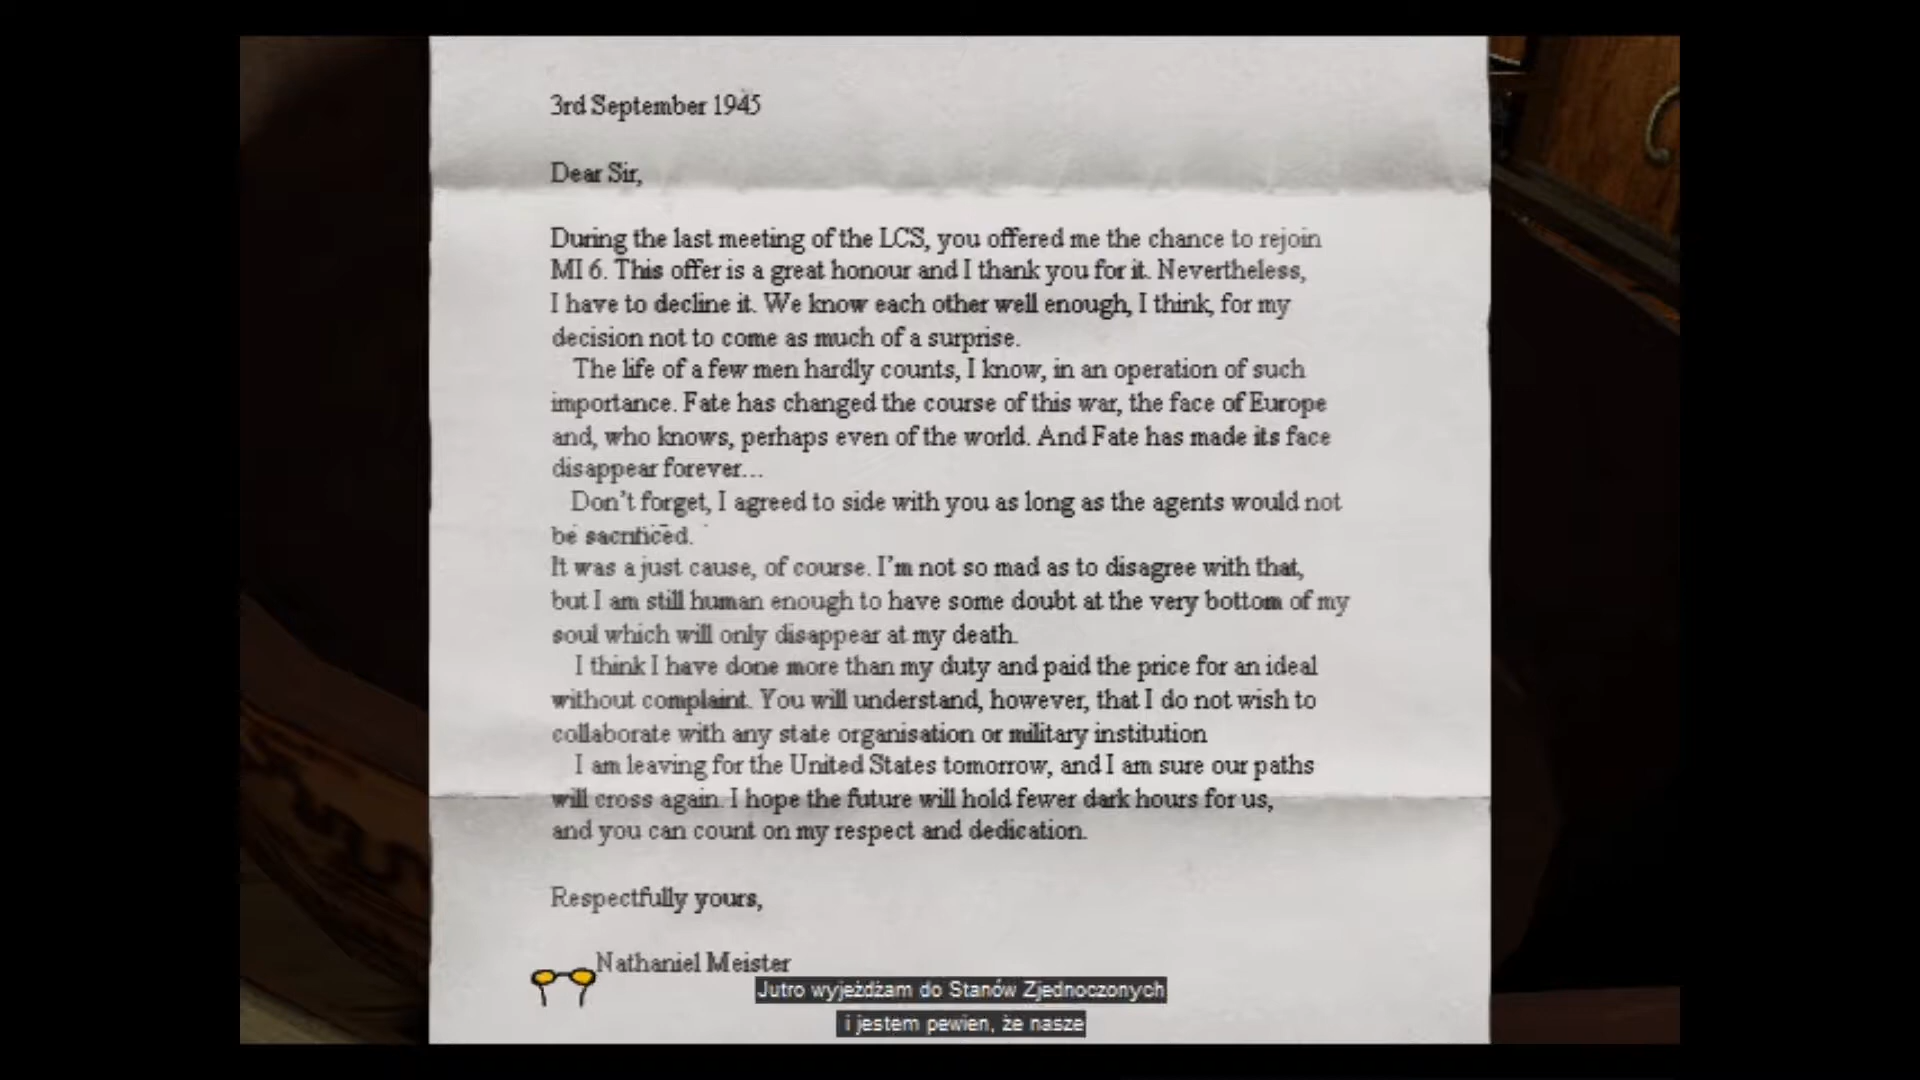 3rd September 1945
Dear Sir,
During the last meeting of the LCS, you offered me the chance to rejoin
MI 6. This offer is a great honour and I thank you for it. Nevertheless,
I have to decline it. We know each other well enough, I think, for my
decision not to come as much of a surprise.
The life of a few men hardly counts, I know, in an operation of such
importance. Fate has changed the course of this war, the face of Europe
and, who knows, perhaps even of the world. And Fate has made its face
disappear forever...
Don't forget, I agreed to side with you as long as the agents would not
be sacrificed.
It was a just cause, of course. I'm not so mad as to disagree with that,
but I am still human enough to have some doubt at the very bottom of my
soul which will only disappear at my death.
I think I have done more than my duty and paid the price for an ideal
without complaint. You will understand, however, that I do not wish to
collaborate with any state organisation or military institution
I am leaving for the United States tomorrow, and I am sure our paths
will cross again. I hope the future will hold fewer dark hours for us,
and you can count on my respect and dedication.
Respectfully yours,
Nathaniel Meister
Jutro wyjeżdżam do Stanów Zjednoczonych
i jestem pewien, że nasze